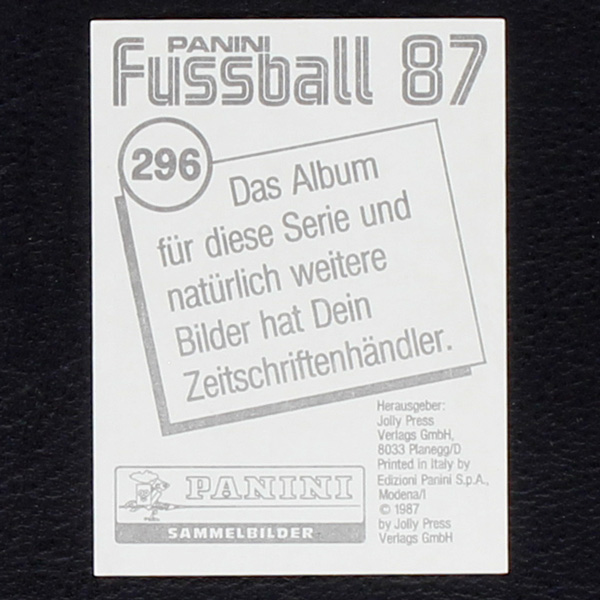 PANINI
Fussball 87
296
Das Album
für diese Serie und
natürlich weitere
Bilder hat Dein
Zeitschriftenhändler.
Herausgeber:
Jolly Press
Verlags GmbH,
8033 Planegg/D
Printed in Italy by
Edizioni Panini S.p.A.,
Modena/I
© 1987
by Jolly Press
Verlags GmbH
PANINI
SAMMELBILDER